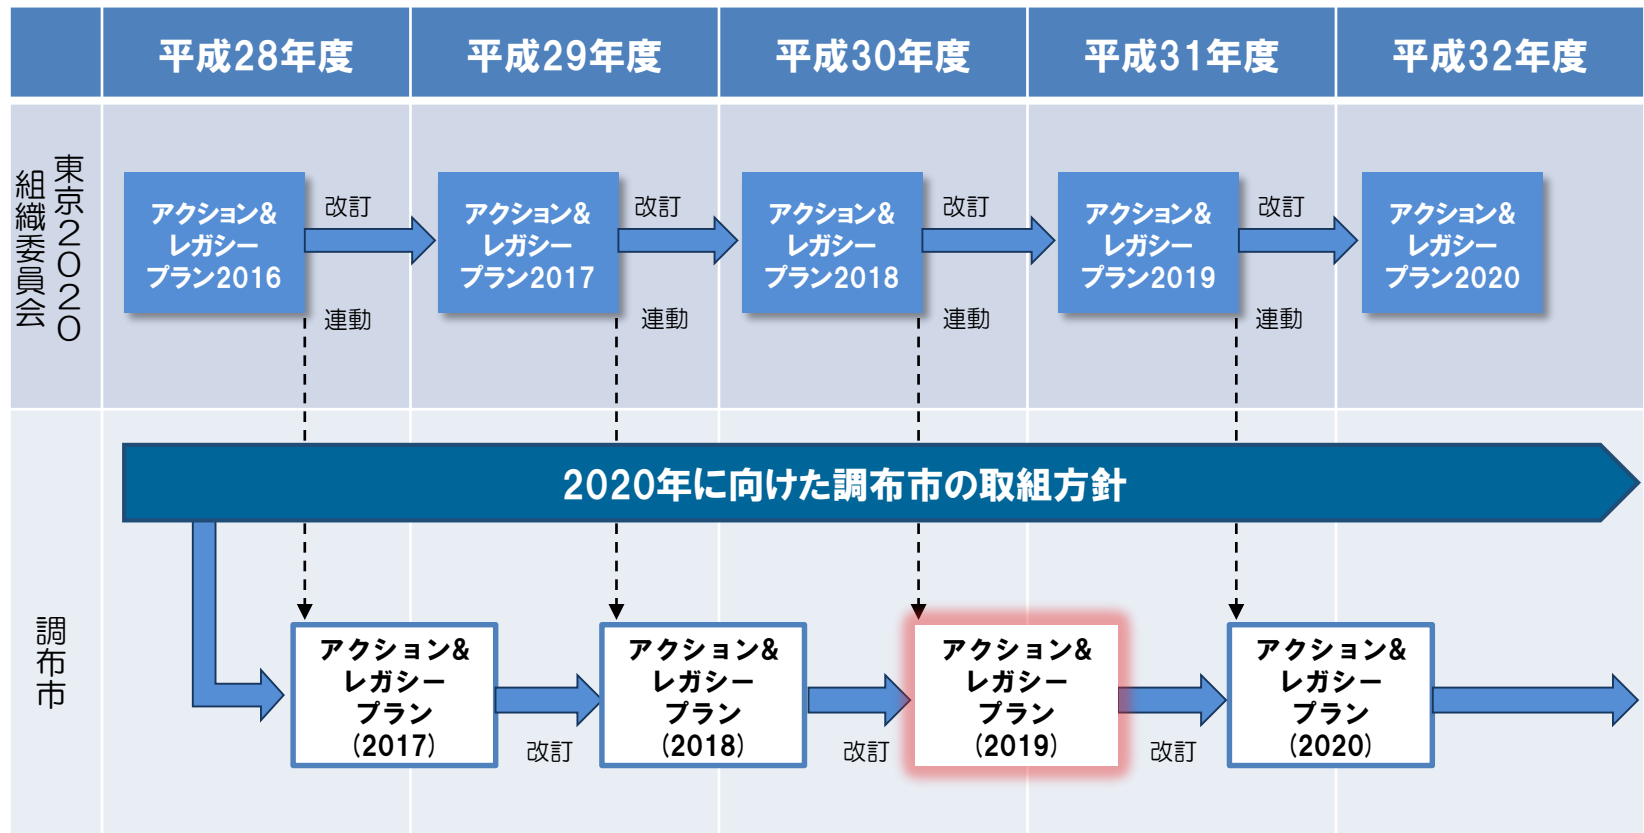 平成28年度
平成29年度
平成30年度
平成31年度
平成32年度
東京2020
組織委員会
アクション&
レガシー
プラン2016
改訂
連動
アクション&
レガシー
プラン2017
改訂
連動
アクション&
レガシー
プラン2018
改訂
連動
アクション&
レガシー
プラン2019
改訂
連動
アクション&
レガシー
プラン2020
調布市
2020年に向けた調布市の取組方針
アクション&
レガシー
プラン
(2017)
改訂
アクション&
レガシー
プラン
(2018)
改訂
アクション&
レガシー
プラン
(2019)
改訂
アクション&
レガシー
プラン
(2020)